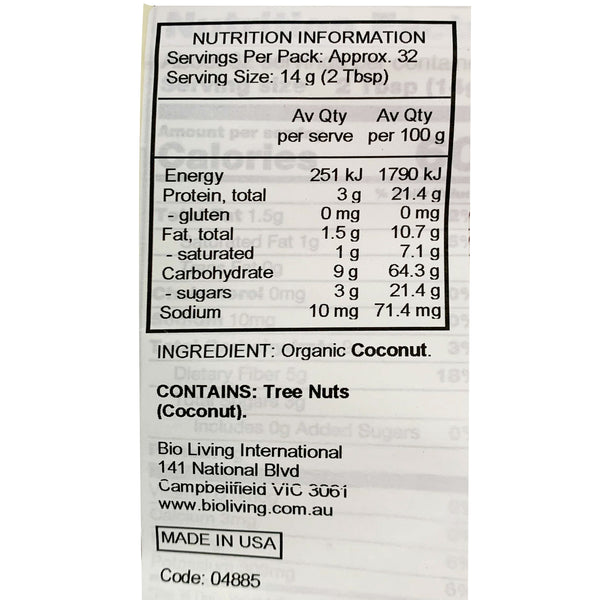 NUTRITION INFORMATION
Servings Per Pack: Approx. 32
Serving Size: 14 g (2 Tbsp)
Av Qty Av Qty
per serve per 100 g
Energy 251 kJ 1790 kJ
Protein, total 3 g 21.4 g
- gluten 0 mg 0 mg
Fat, total 1.5 g 10.7 g
- saturated 1 g 7.1 g
Carbohydrate 9 g 64.3 g
- sugars 3 g 21.4 g
Sodium 10 mg 71.4 mg
INGREDIENT: Organic Coconut.
CONTAINS: Tree Nuts
(Coconut).
Bio Living International
141 National Blvd
Campbellfield VIC 3061
www.bioliving.com.au
MADE IN USA
Code: 04885